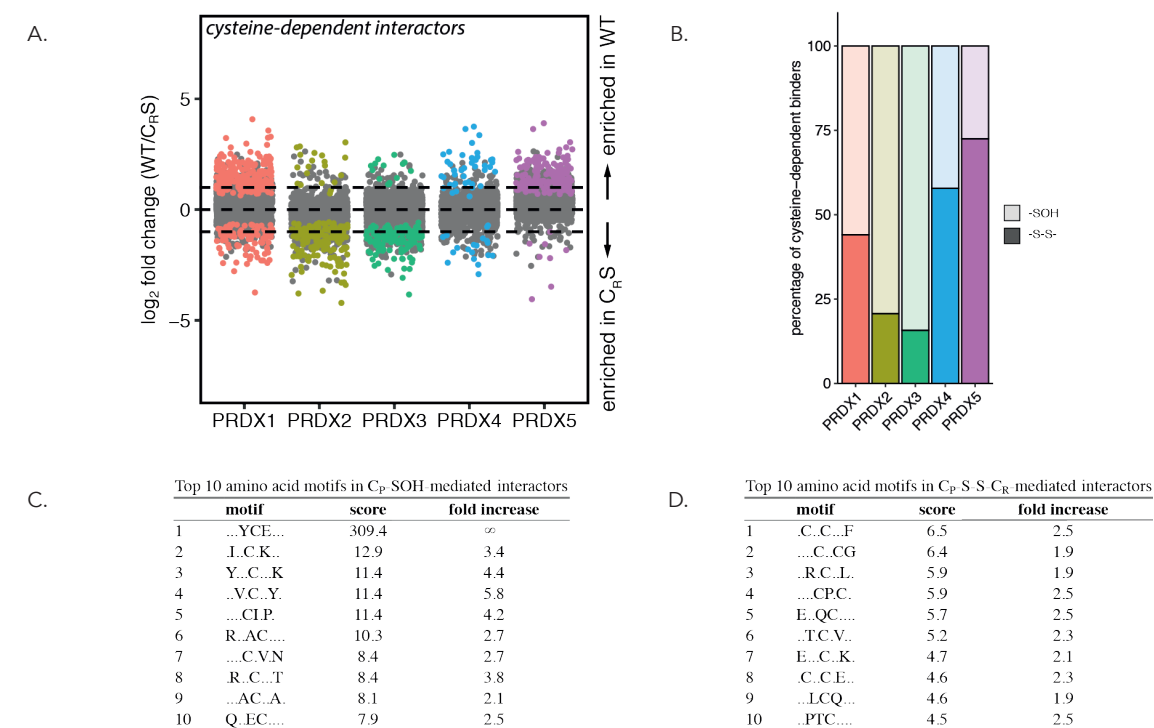 A.
cysteine-dependent interactors
log2 fold change (WT/CRS)
5
0
−5
PRDX1 PRDX2 PRDX3 PRDX4 PRDX5
enriched in WT
enriched in CRS
B.
percentage of cysteine−dependent binders
100
75
50
25
0
PRDX1
PRDX2
PRDX3
PRDX4
PRDX5
-SOH
-S-S-
C.
Top 10 amino acid motifs in CP-SOH-mediated interactors
motif score fold increase
1 ...YCE... 309.4 ∞
2 .I..C.K.. 12.9 3.4
3 Y...C...K 11.4 4.4
4 ..V.C..Y. 11.4 5.8
5 ....CI.P. 11.4 4.2
6 R..AC.... 10.3 2.7
7 ....C.V.N 8.4 2.7
8 .R..C...T 8.4 3.8
9 ...AC..A. 8.1 2.1
10 Q..EC.... 7.9 2.5
D.
Top 10 amino acid motifs in CP-S-S-CR-mediated interactors
motif score fold increase
1 .C..C...F 6.5 2.5
2 ....C..CG 6.4 1.9
3 ..R.C..L. 5.9 1.9
4 ....CP.C. 5.9 2.5
5 E..QC.... 5.7 2.5
6 ..T.C.V.. 5.2 2.3
7 E...C..K. 4.7 2.1
8 .C..C.E.. 4.6 2.3
9 ...LCQ... 4.6 1.9
10 ..PTC.... 4.5 2.5